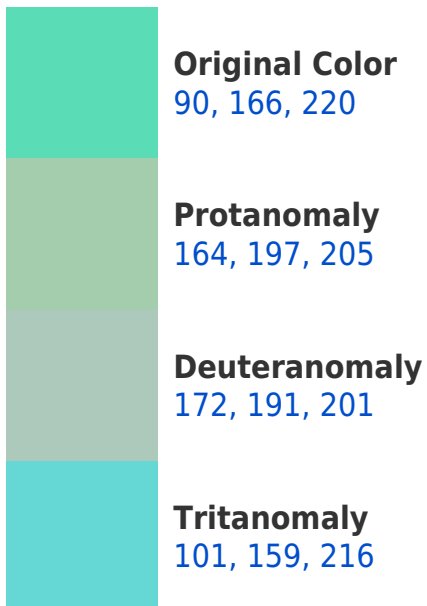 Original Color
90, 166, 220
Protanomaly
164, 197, 205
Deuteranomaly
172, 191, 201
Tritanomaly
101, 159, 216